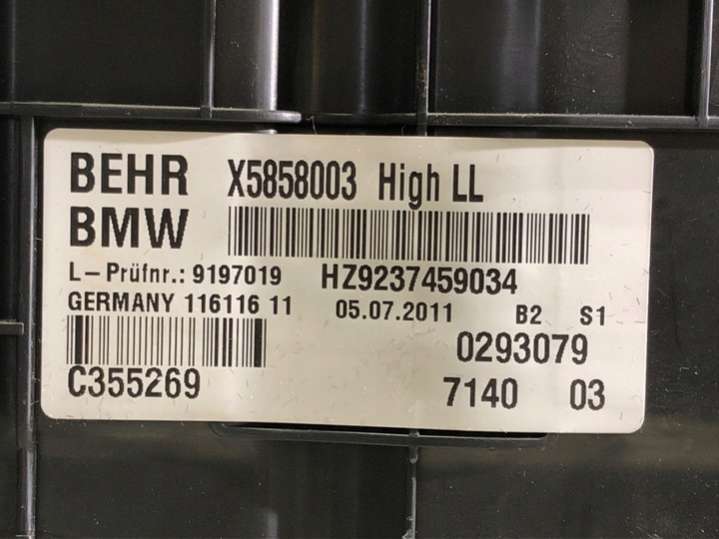 BEHR X5858003 High LL
BMW
L-Prüfnr.: 9197019 HZ9237459034
GERMANY 116116 11 05.07.2011 B2 S1
0293079
C355269 7140 03